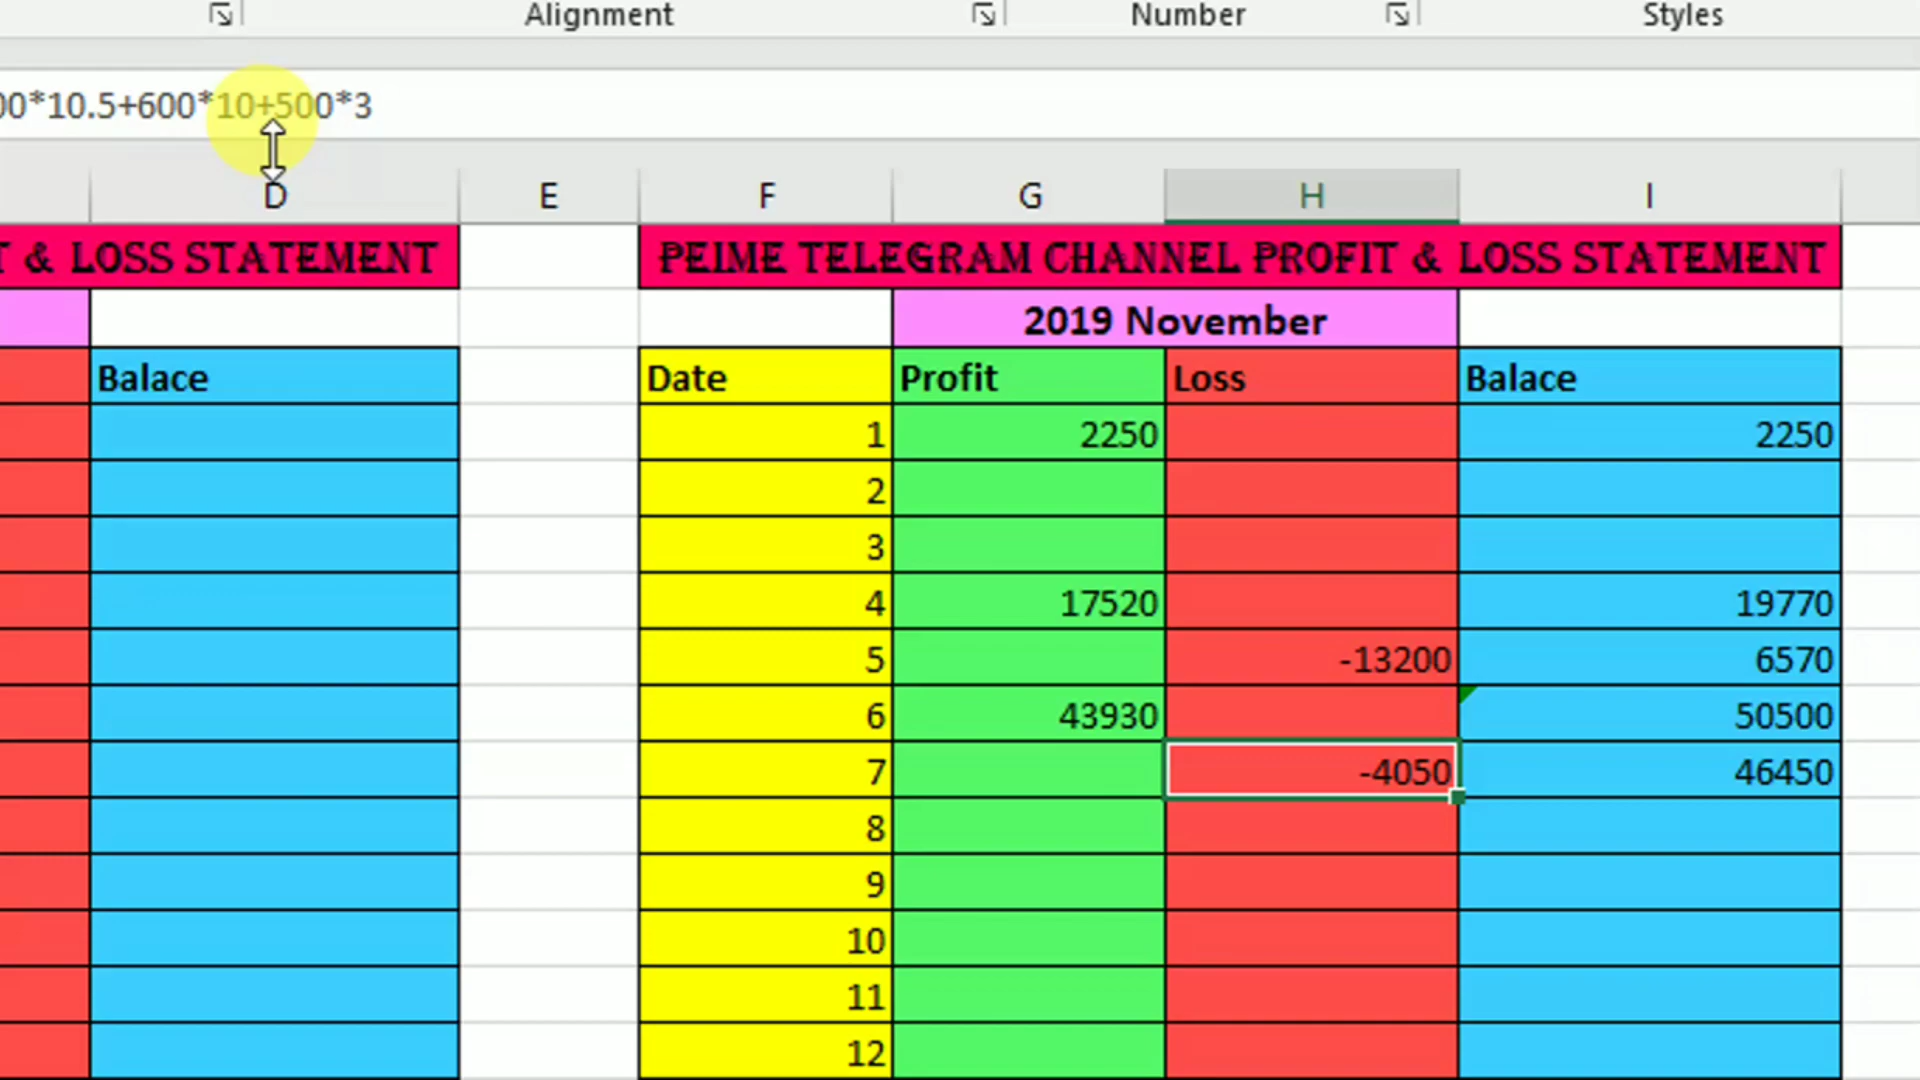 Alignment Number Styles
00*10.5+600*10+500*3
D E F G H I
T & LOSS STATEMENT PEIME TELEGRAM CHANNEL PROFIT & LOSS STATEMENT
2019 November
Balace Date Profit Loss Balace
1 2250 2250
2
3
4 17520 19770
5 -13200 6570
6 43930 50500
7 -4050 46450
8
9
10
11
12